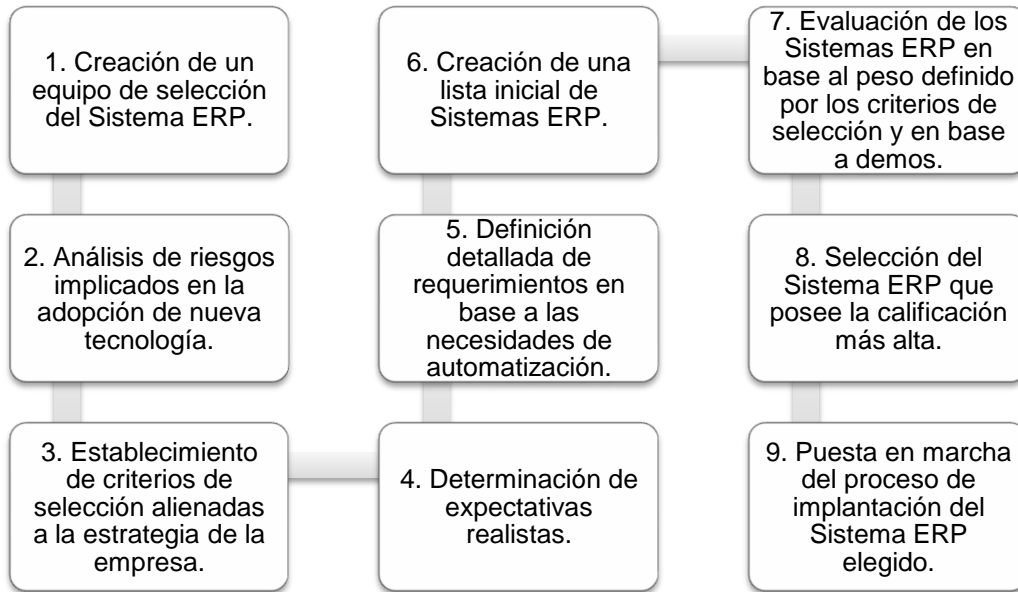 1. Creación de un
equipo de selección
del Sistema ERP.
2. Análisis de riesgos
implicados en la
adopción de nueva
tecnología.
3. Establecimiento
de criterios de
selección alienadas
a la estrategia de la
empresa.
4. Determinación de
expectativas
realistas.
5. Definición
detallada de
requerimientos en
base a las
necesidades de
automatización.
6. Creación de una
lista inicial de
Sistemas ERP.
7. Evaluación de los
Sistemas ERP en
base al peso definido
por los criterios de
selección y en base
a demos.
8. Selección del
Sistema ERP que
posee la calificación
más alta.
9. Puesta en marcha
del proceso de
implantación del
Sistema ERP
elegido.